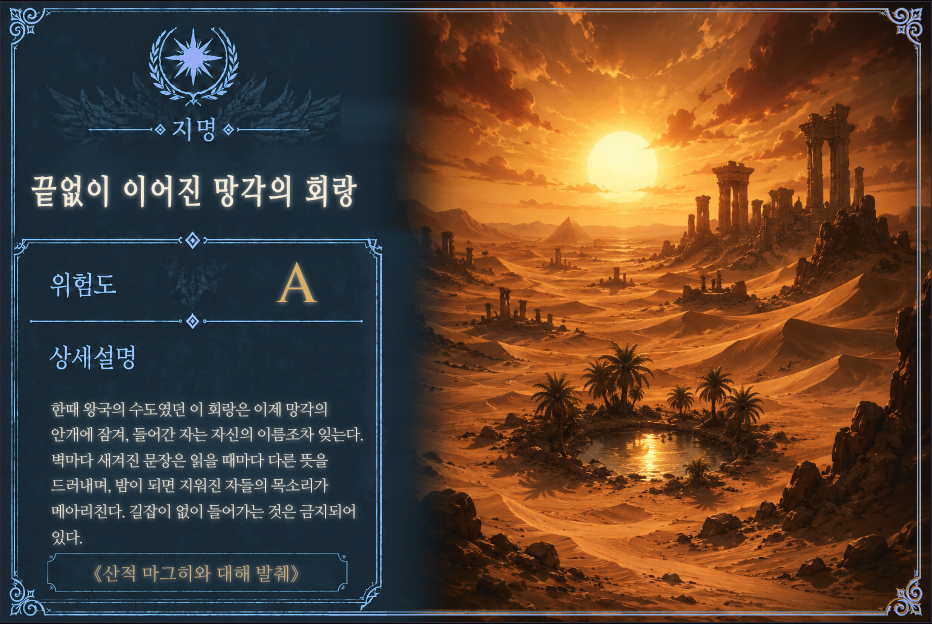 지명
끝없이 이어진 망각의 회랑
위험도
A
상세설명
한때 왕국의 수도였던 이 회랑은 이제 망각의
안개에 잠겨, 들어간 자는 자신의 이름조차 잊는다.
벽마다 새겨진 문장은 읽을 때마다 다른 뜻을
드러내며, 밤이 되면 지워진 자들의 목소리가
메아리친다. 길잡이 없이 들어가는 것은 금지되어
있다.
《산적 마그히와 대해 발췌》